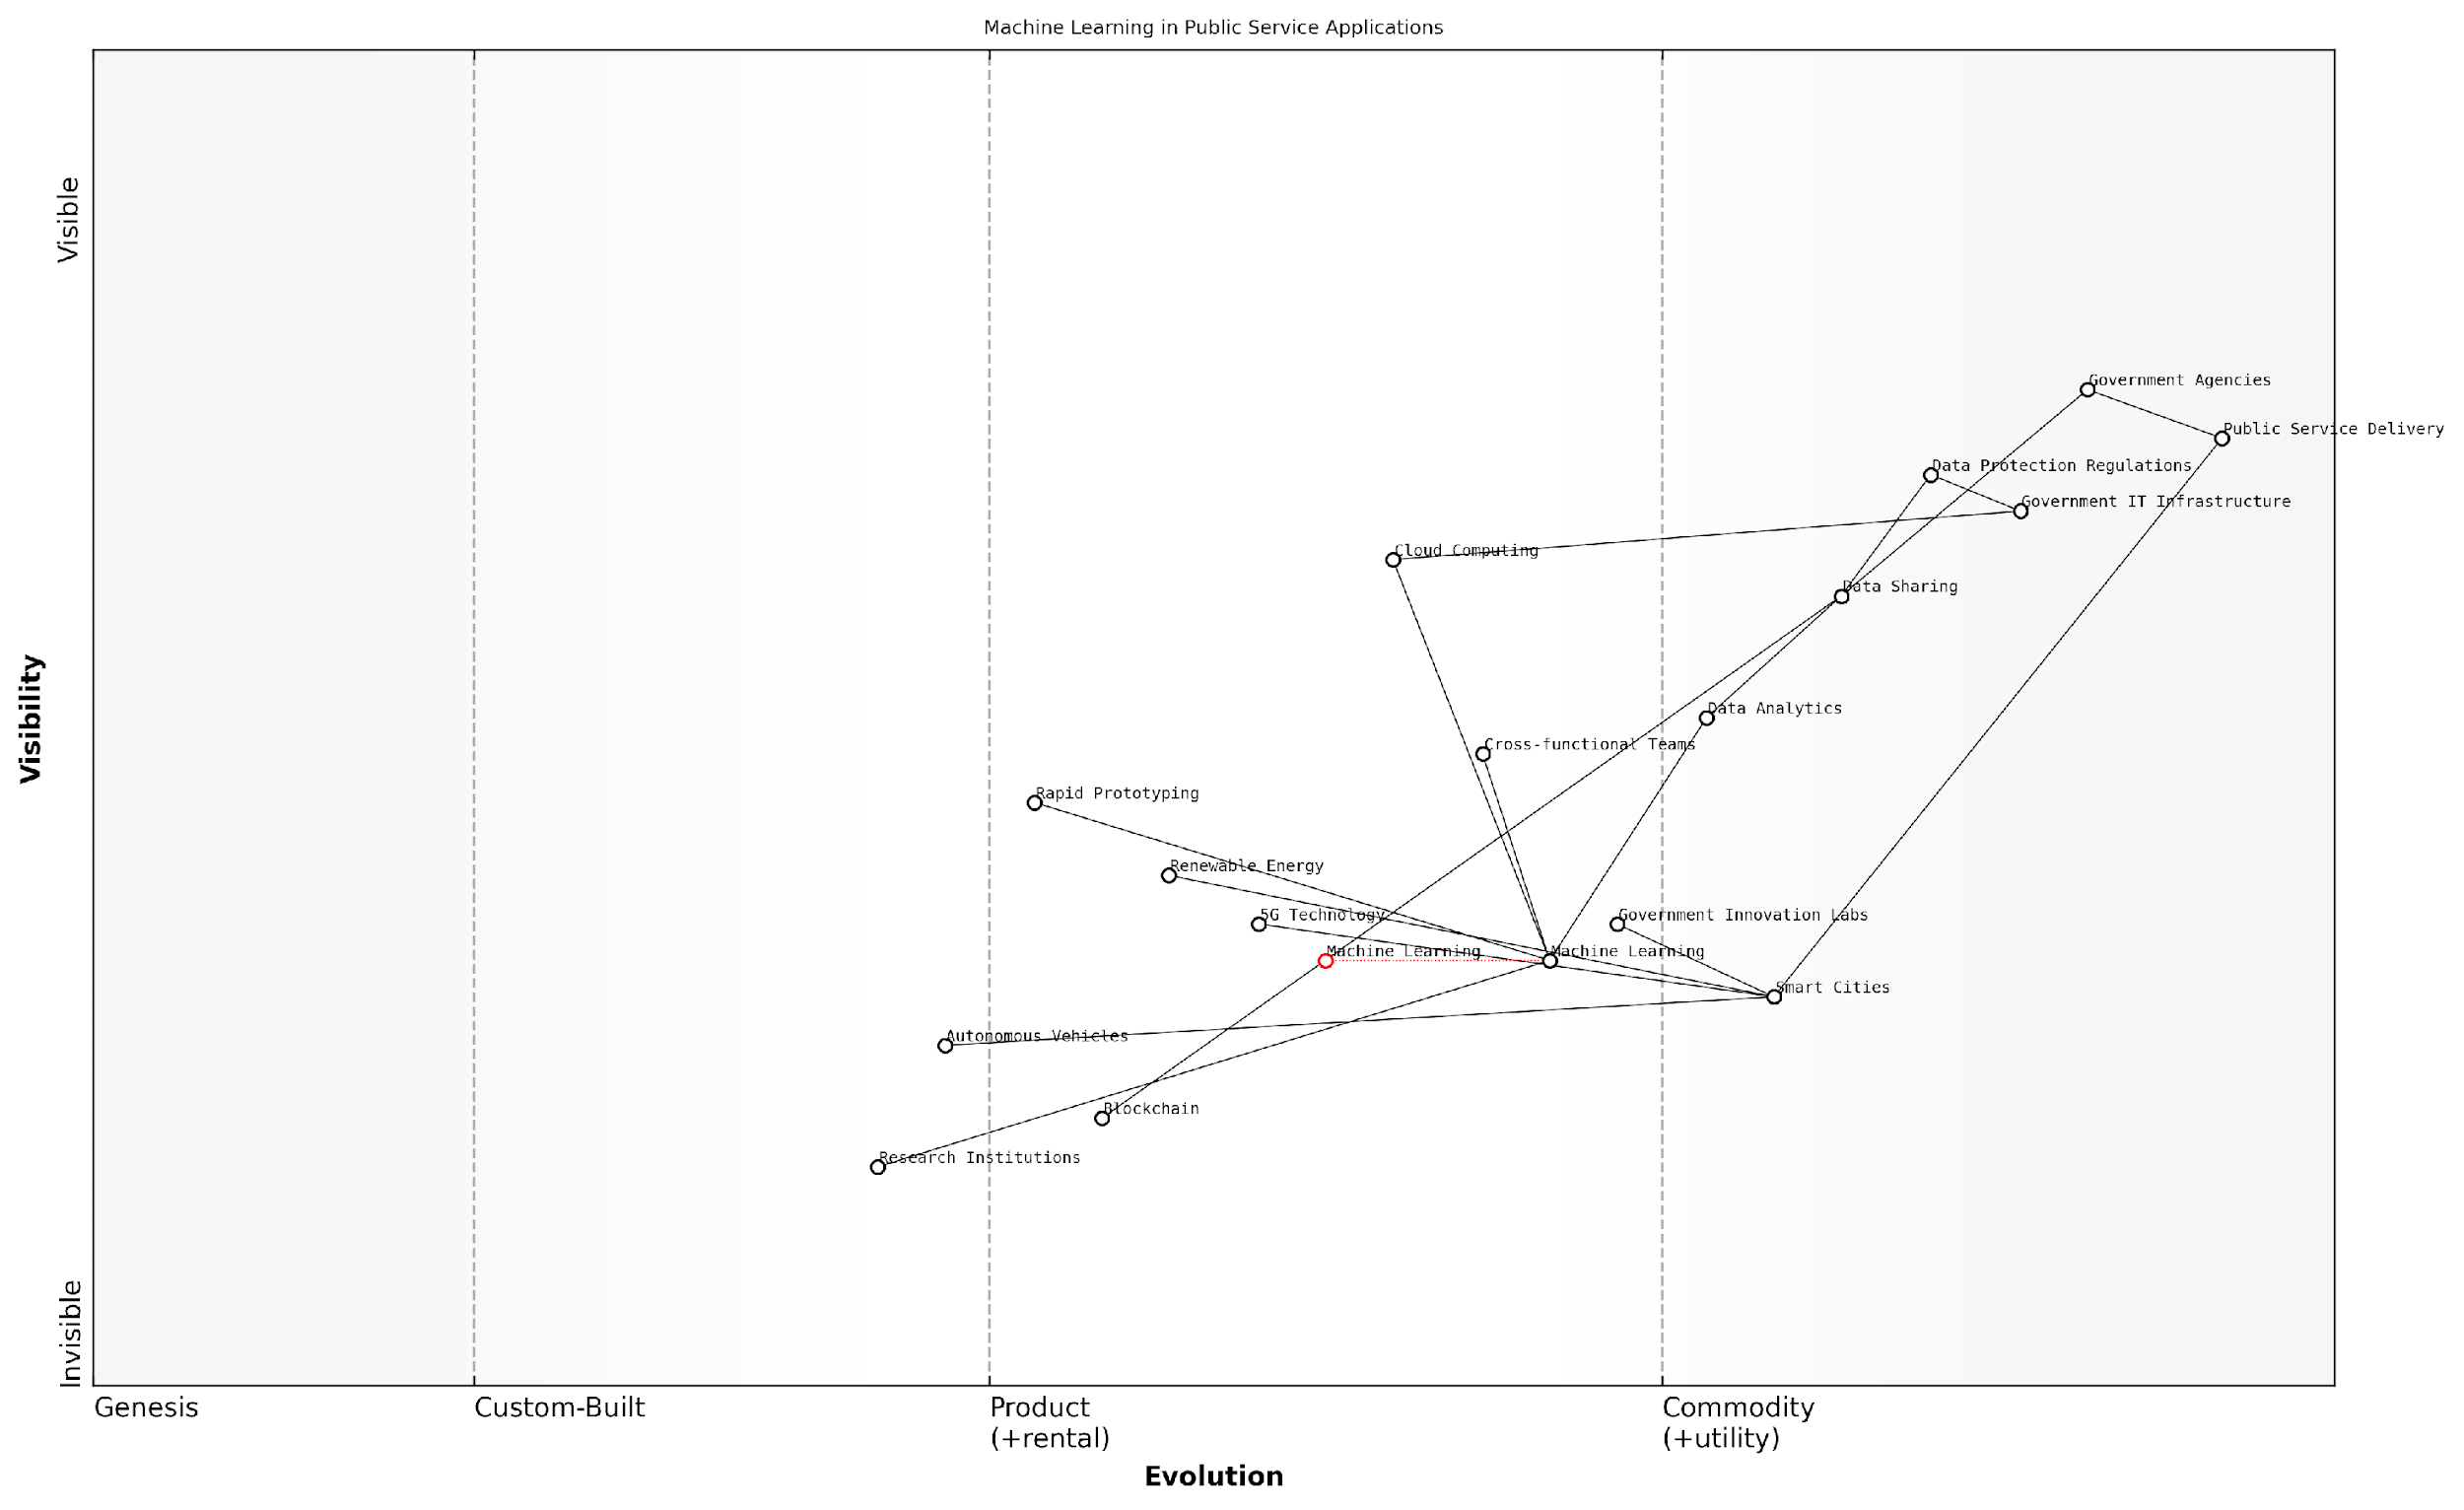 Machine Learning in Public Service Applications
Visible
Visibility
Invisible
Government Agencies
Public Service Delivery
Data Protection Regulations
Government IT Infrastructure
Cloud Computing
Data Sharing
Data Analytics
Cross-functional Teams
Rapid Prototyping
Renewable Energy
5G Technology
Government Innovation Labs
Machine Learning
Machine Learning
Smart Cities
Autonomous Vehicles
Blockchain
Research Institutions
Genesis
Custom-Built
Product
(+rental)
Commodity
(+utility)
Evolution